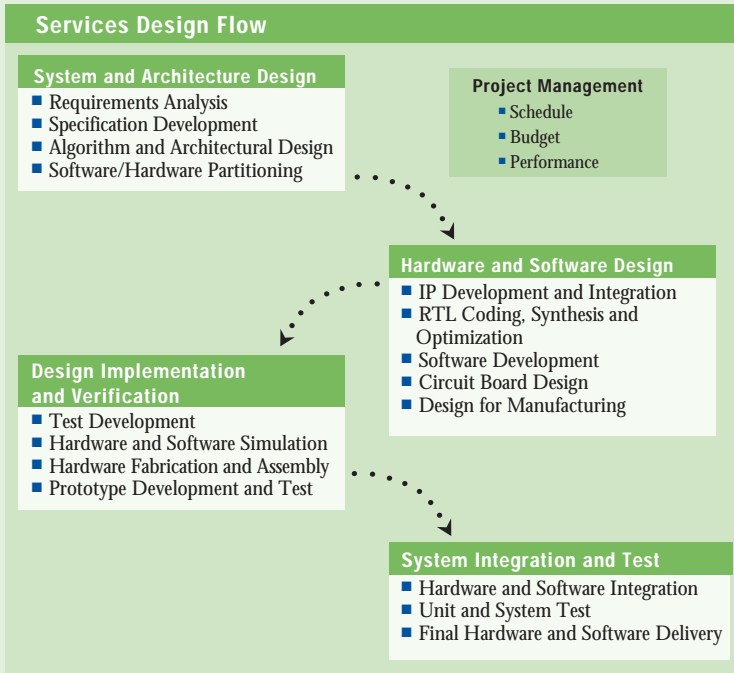 Services Design Flow
System and Architecture Design
■ Requirements Analysis
■ Specification Development
■ Algorithm and Architectural Design
■ Software/Hardware Partitioning
Project Management
■ Schedule
■ Budget
■ Performance
Hardware and Software Design
■ IP Development and Integration
■ RTL Coding, Synthesis and
Optimization
■ Software Development
■ Circuit Board Design
■ Design for Manufacturing
Design Implementation
and Verification
■ Test Development
■ Hardware and Software Simulation
■ Hardware Fabrication and Assembly
■ Prototype Development and Test
System Integration and Test
■ Hardware and Software Integration
■ Unit and System Test
■ Final Hardware and Software Delivery